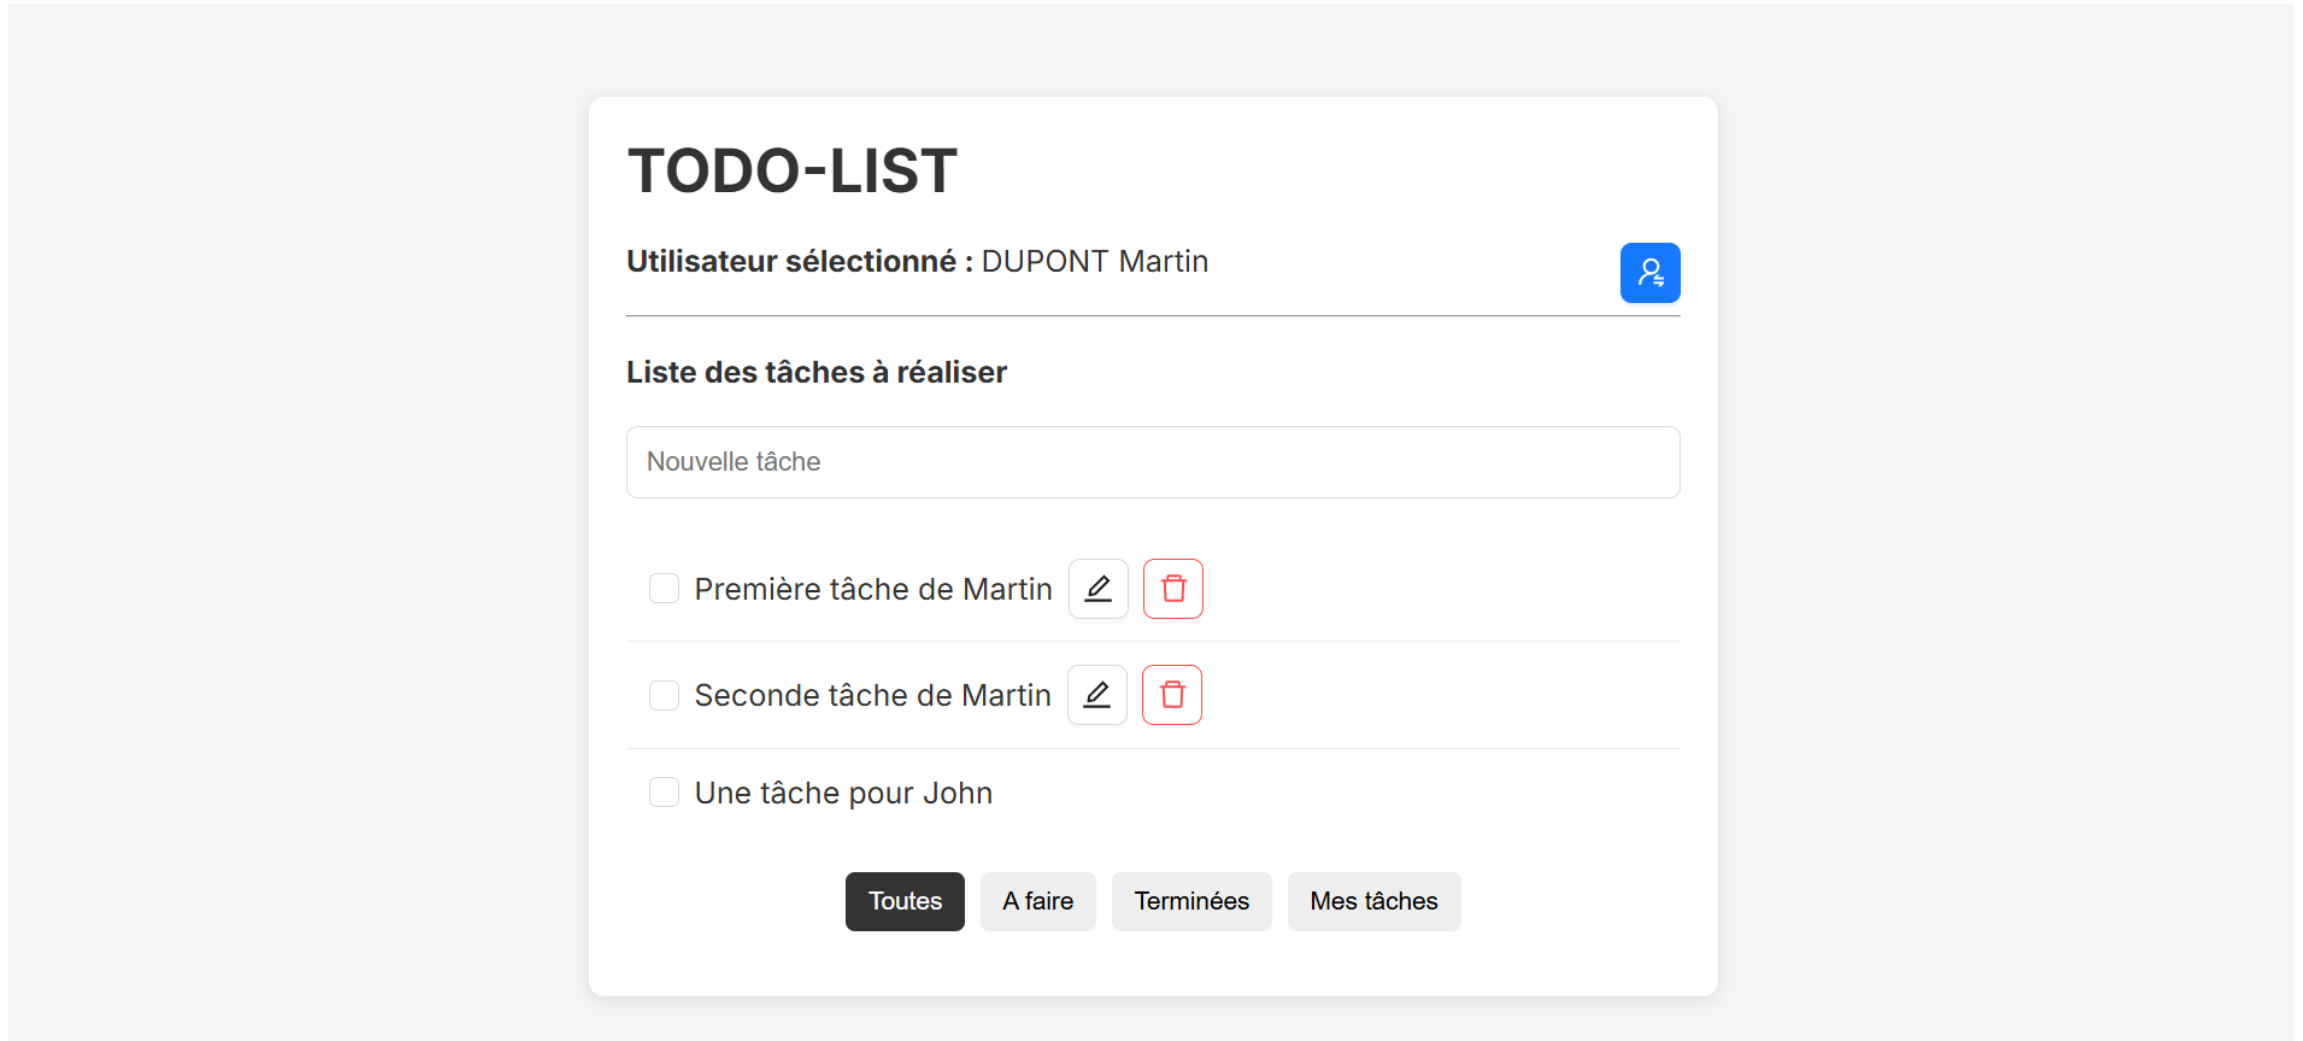 TODO-LIST
Utilisateur sélectionné : DUPONT Martin
Liste des tâches à réaliser
Nouvelle tâche
Première tâche de Martin
Seconde tâche de Martin
Une tâche pour John
Toutes A faire Terminées Mes tâches